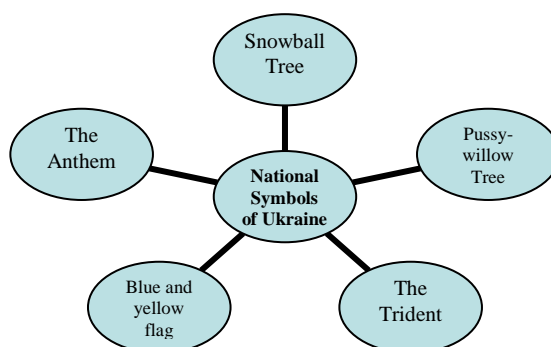 Snowball
Tree
The
Anthem
Pussy-
willow
Tree
National
Symbols
of Ukraine
Blue and
yellow
flag
The
Trident